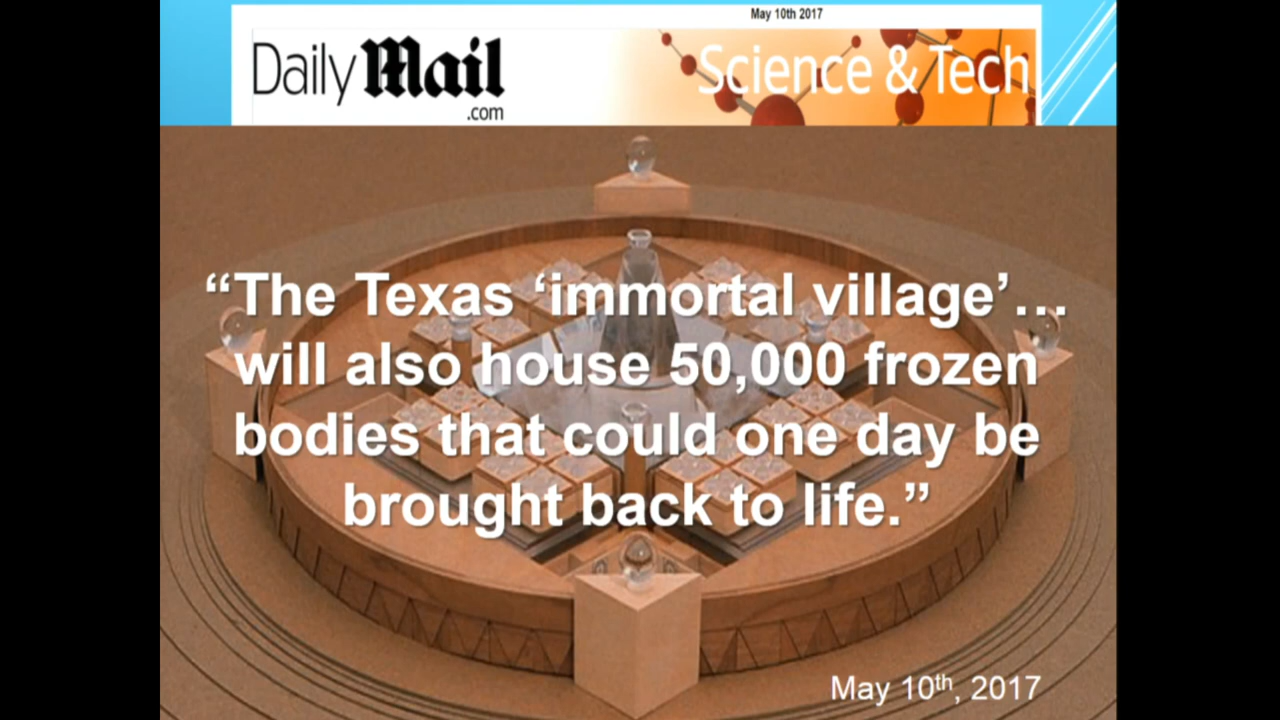 May 10th 2017
Daily Mail
.com
Science & Tech
“The Texas ‘immortal village’...
will also house 50,000 frozen
bodies that could one day be
brought back to life.”
May 10th, 2017